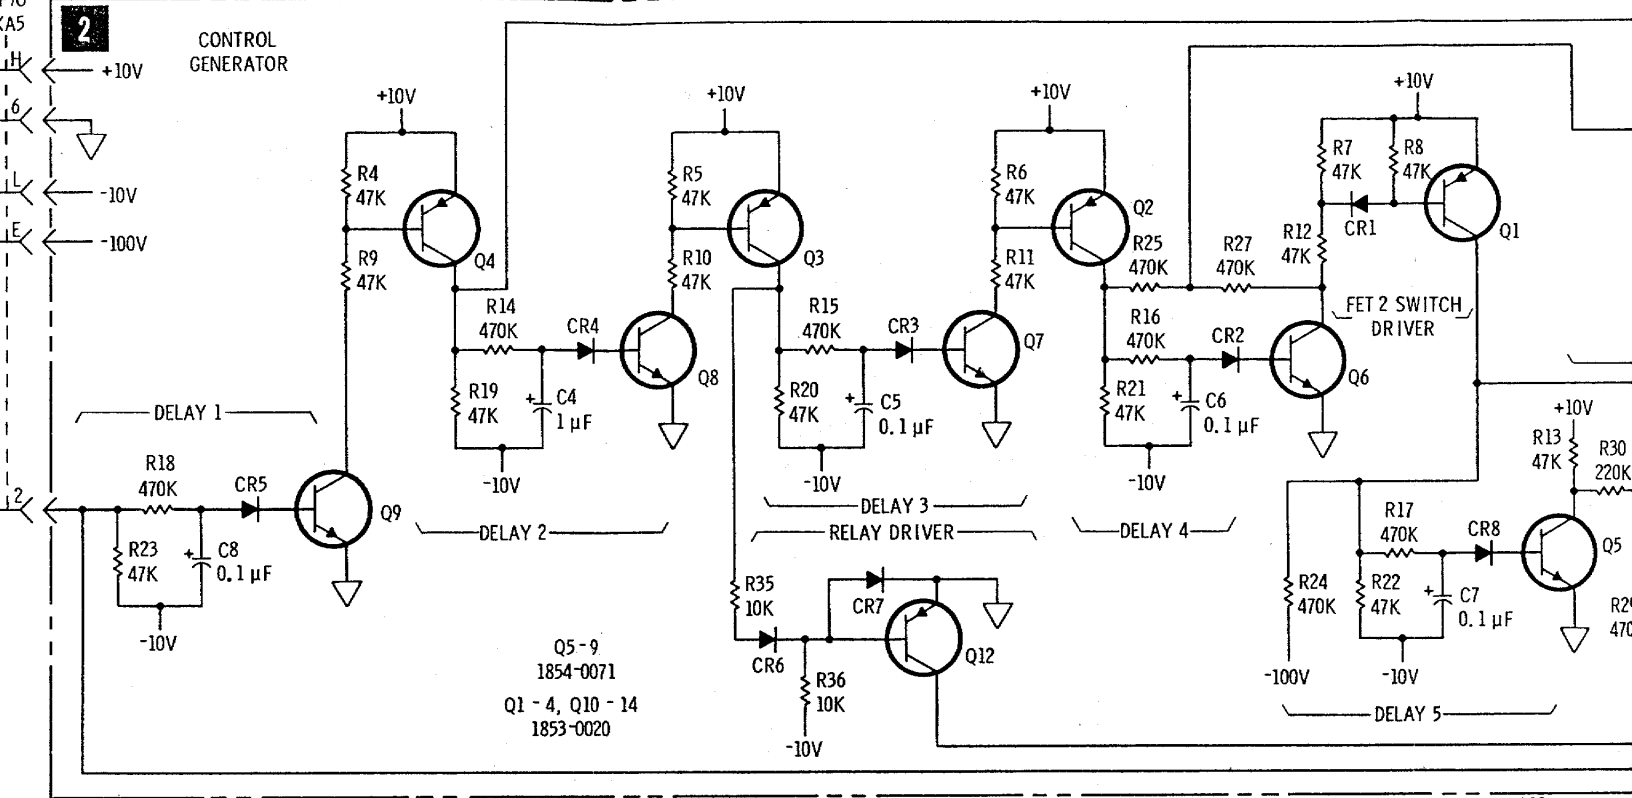 XA5
2
CONTROL
GENERATOR
H
+10V
6
L
-10V
E
-100V
2
+10V
R4
47K
Q4
R9
47K
R14
470K
CR4
R19
47K
C4
1 µF
-10V
Q8
DELAY 1
R18
470K
CR5
Q9
R23
47K
C8
0.1 µF
-10V
DELAY 2
+10V
R5
47K
Q3
R10
47K
R15
470K
CR3
R20
47K
C5
0.1 µF
-10V
Q7
DELAY 3
RELAY DRIVER
R35
10K
CR7
CR6
Q12
R36
10K
-10V
Q5-9
1854-0071
Q1 - 4, Q10 - 14
1853-0020
+10V
R6
47K
Q2
R11
47K
R25
470K
R27
470K
R16
470K
CR2
R21
47K
C6
0.1 µF
-10V
Q6
DELAY 4
+10V
R7
47K
R8
47K
CR1
Q1
R12
47K
FET 2 SWITCH
DRIVER
+10V
R13
47K
R30
220K
R17
470K
CR8
Q5
R24
470K
R22
47K
C7
0.1 µF
-100V
-10V
DELAY 5